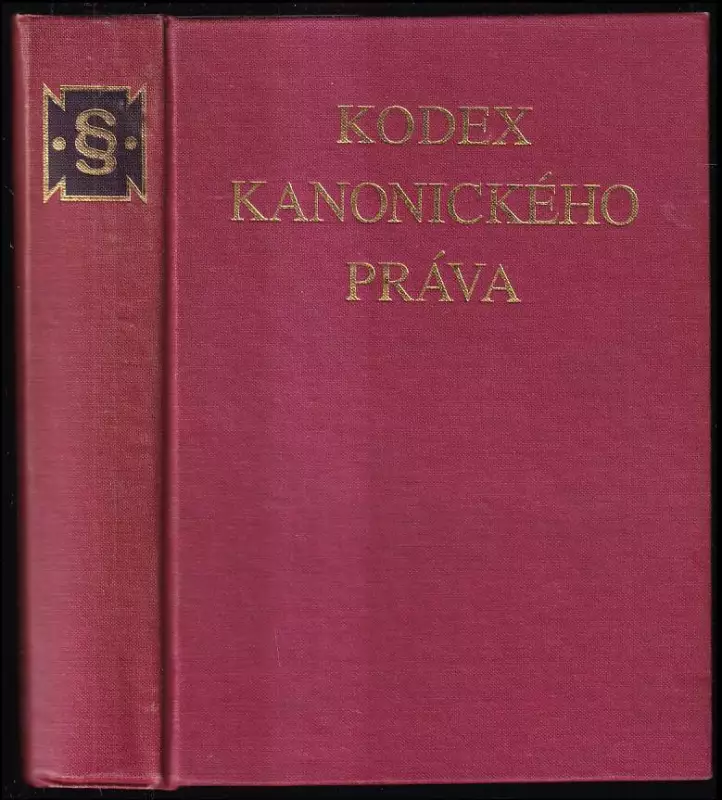 §
KODEX
KANONICKÉHO
PRÁVA